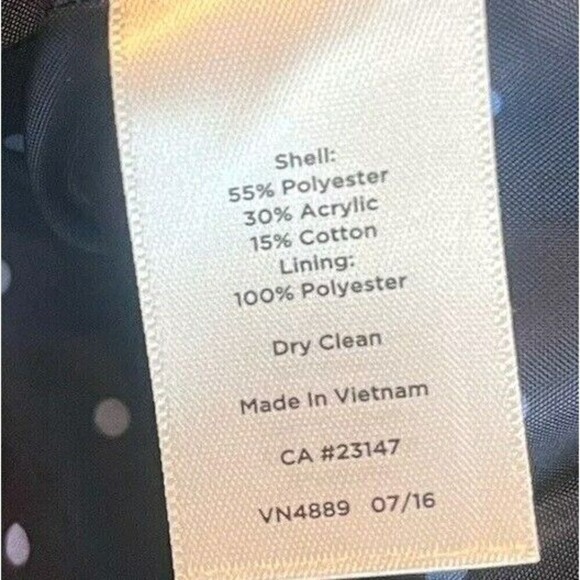 Shell:
55% Polyester
30% Acrylic
15% Cotton
Lining:
100% Polyester
Dry Clean
Made In Vietnam
CA #23147
VN4889 07/16